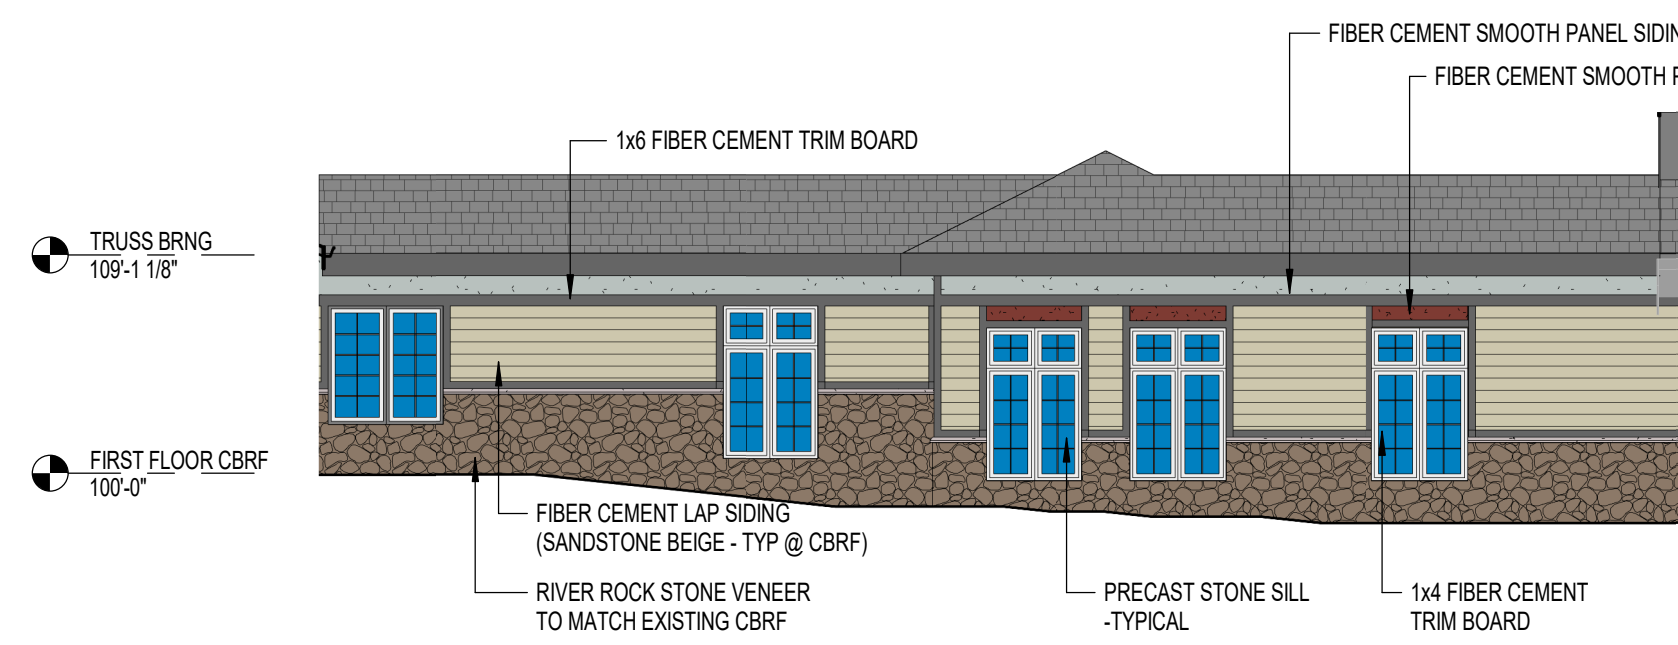 FIBER CEMENT SMOOTH PANEL
FIBER CEMENT SMOOTH
1x6 FIBER CEMENT TRIM BOARD
TRUSS BRNG
109'-1 1/8"
FIRST FLOOR CBRF
100'-0"
FIBER CEMENT LAP SIDING
(SANDSTONE BEIGE - TYP @ CBRF)
RIVER ROCK STONE VENEER
TO MATCH EXISTING CBRF
PRECAST STONE SILL
-TYPICAL
1x4 FIBER CEMENT
TRIM BOARD